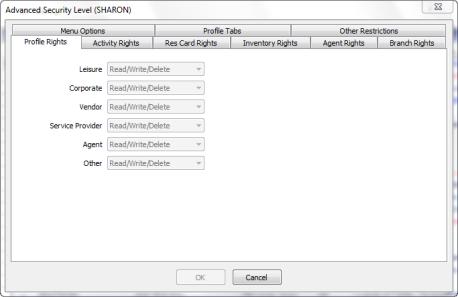 Advanced Security Level (SHARON)
Menu Options Profile Tabs Other Restrictions
Profile Rights Activity Rights Res Card Rights Inventory Rights Agent Rights Branch Rights
Leisure Read/Write/Delete
Corporate Read/Write/Delete
Vendor Read/Write/Delete
Service Provider Read/Write/Delete
Agent Read/Write/Delete
Other Read/Write/Delete
OK Cancel